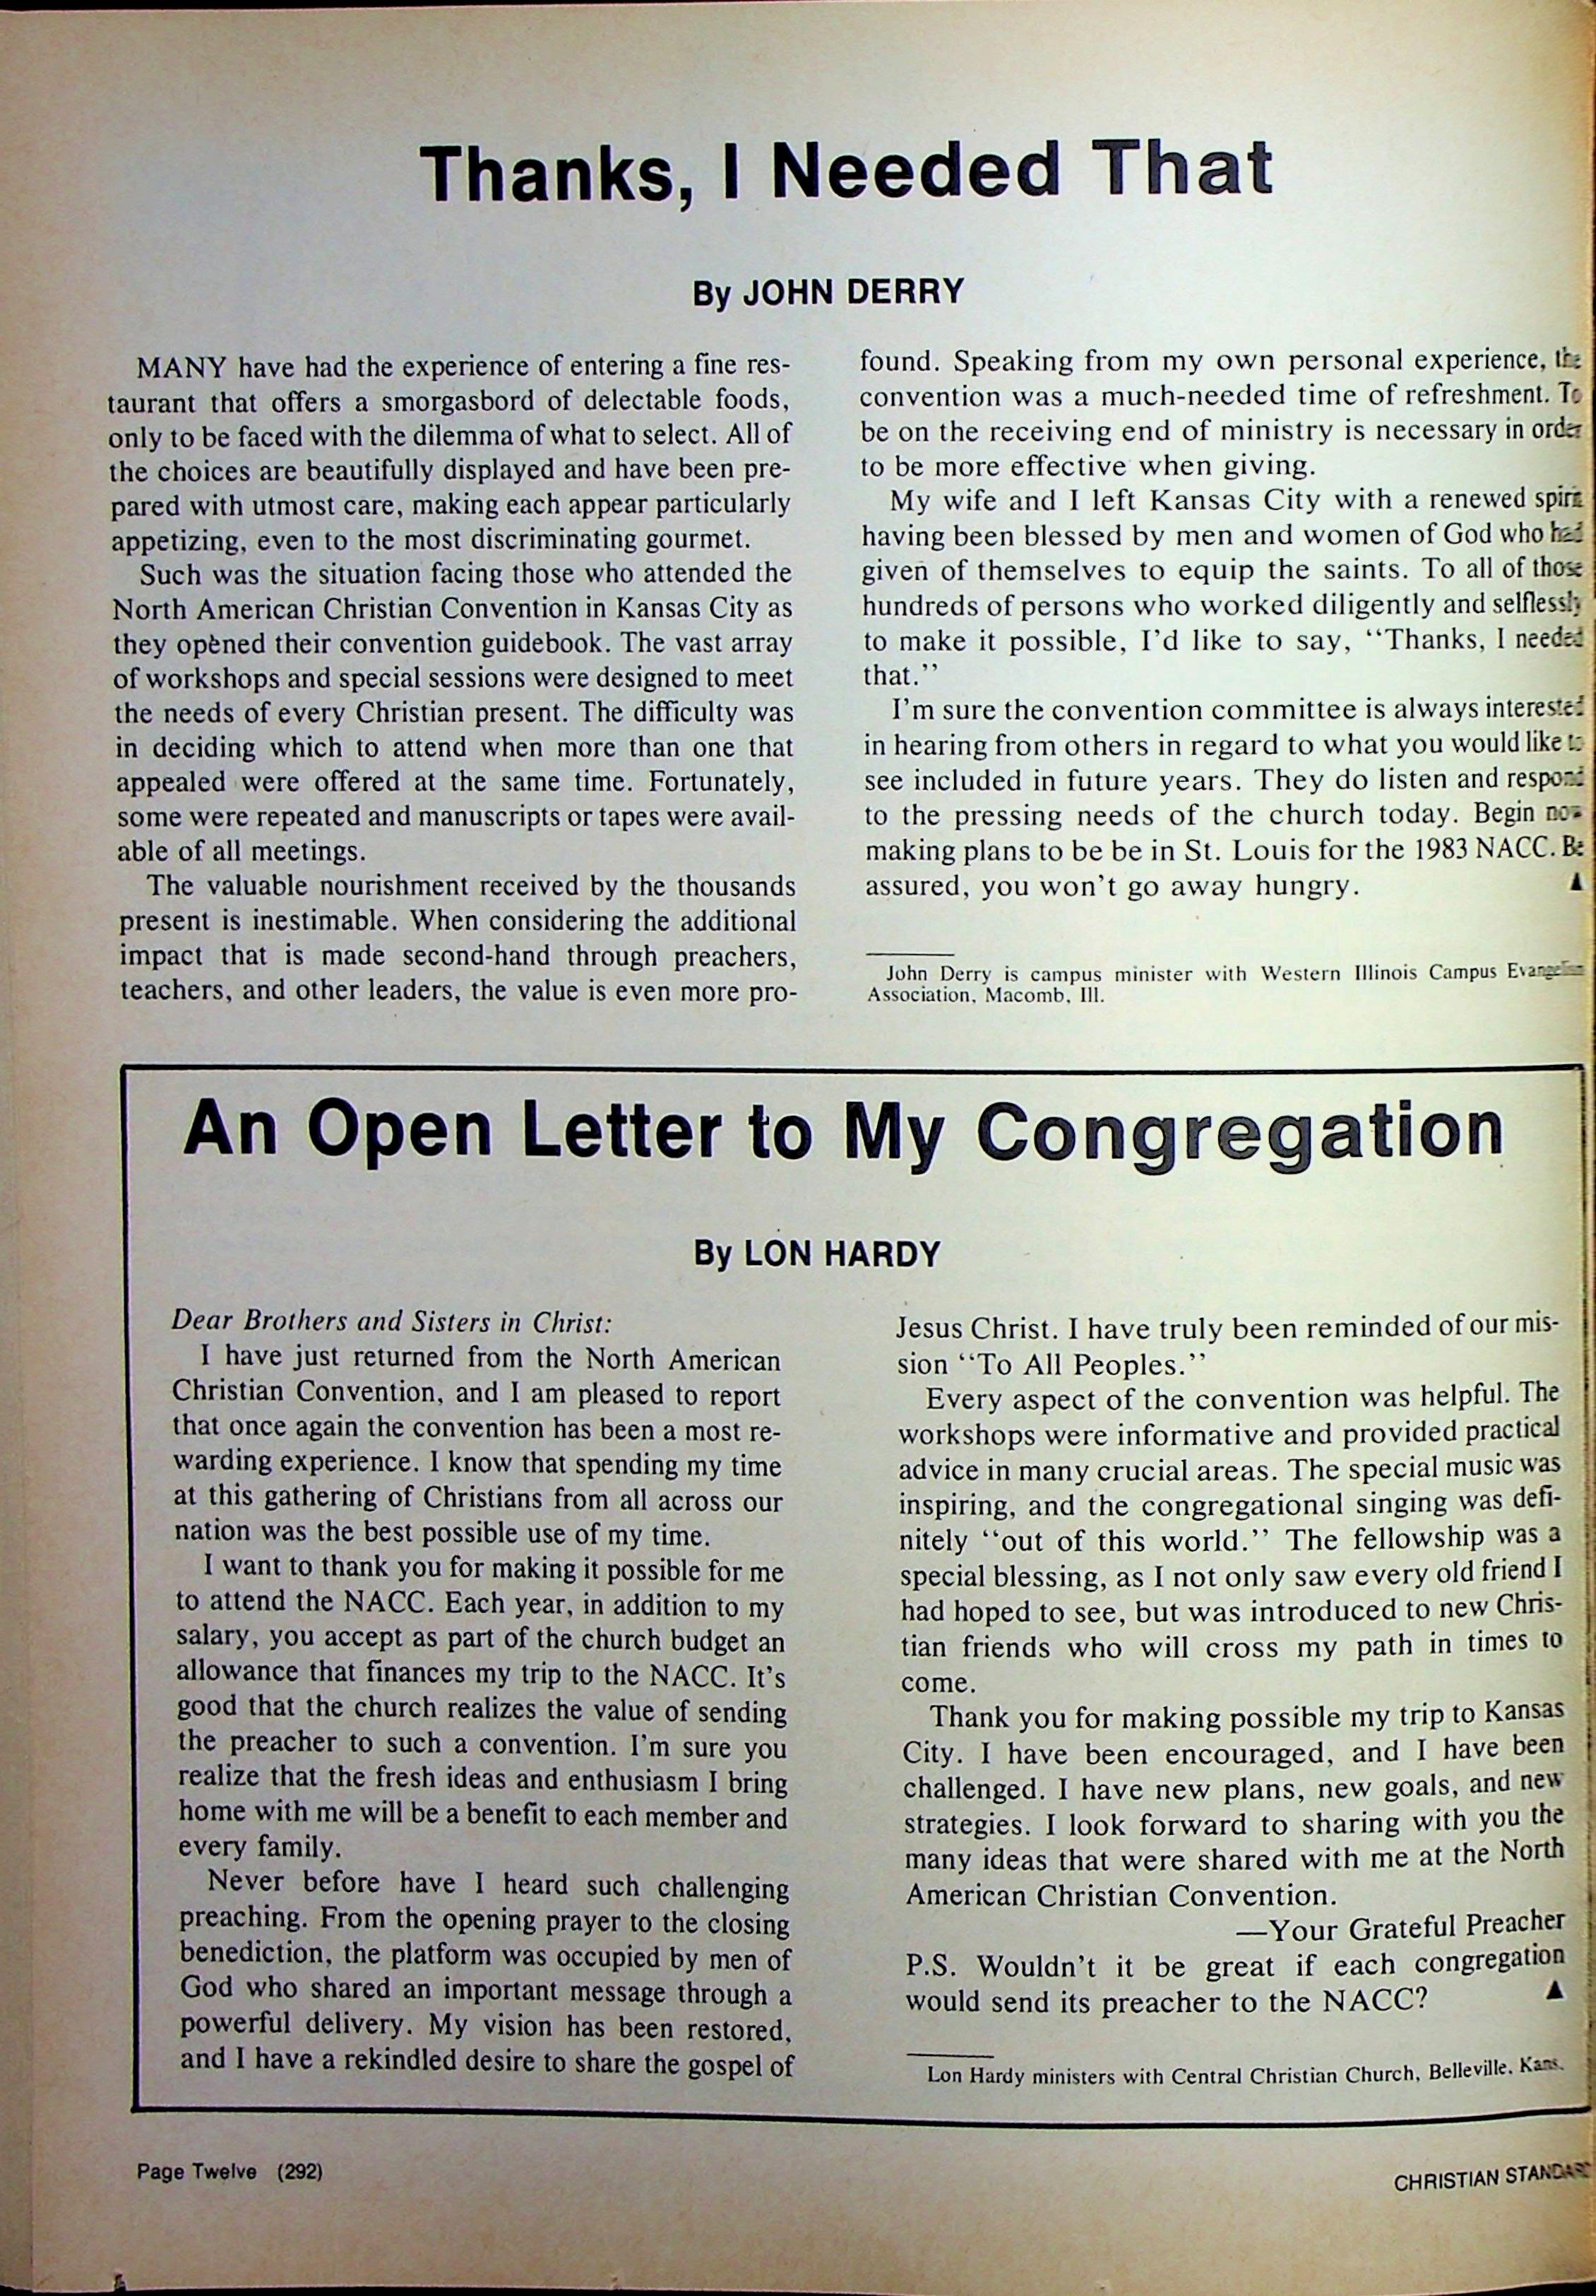 Thanks, I Needed That
By JOHN DERRY
MANY have had the experience of entering a fine res-
taurant that offers a smorgasbord of delectable foods,
only to be faced with the dilemma of what to select. All of
the choices are beautifully displayed and have been pre-
pared with utmost care, making each appear particularly
appetizing, even to the most discriminating gourmet.
Such was the situation facing those who attended the
North American Christian Convention in Kansas City as
they opened their convention guidebook. The vast array
of workshops and special sessions were designed to meet
the needs of every Christian present. The difficulty was
in deciding which to attend when more than one that
appealed were offered at the same time. Fortunately,
some were repeated and manuscripts or tapes were avail-
able of all meetings.
The valuable nourishment received by the thousands
present is inestimable. When considering the additional
impact that is made second-hand through preachers,
teachers, and other leaders, the value is even more pro-
found. Speaking from my own personal experience, the
convention was a much-needed time of refreshment. To
be on the receiving end of ministry is necessary in order
to be more effective when giving.
My wife and I left Kansas City with a renewed spirit
having been blessed by men and women of God who had
given of themselves to equip the saints. To all of those
hundreds of persons who worked diligently and selflessly
to make it possible, I'd like to say, ‘‘Thanks, I needed
that.’’
I'm sure the convention committee is always interested
in hearing from others in regard to what you would like to
see included in future years. They do listen and respond
to the pressing needs of the church today. Begin now
making plans to be be in St. Louis for the 1983 NACC. Be
assured, you won't go away hungry. ▲
John Derry is campus minister with Western Illinois Campus Evangelism
Association, Macomb, Ill.
An Open Letter to My Congregation
By LON HARDY
Dear Brothers and Sisters in Christ:
I have just returned from the North American
Christian Convention, and I am pleased to report
that once again the convention has been a most re-
warding experience. I know that spending my time
at this gathering of Christians from all across our
nation was the best possible use of my time.
I want to thank you for making it possible for me
to attend the NACC. Each year, in addition to my
salary, you accept as part of the church budget an
allowance that finances my trip to the NACC. It's
good that the church realizes the value of sending
the preacher to such a convention. I'm sure you
realize that the fresh ideas and enthusiasm I bring
home with me will be a benefit to each member and
every family.
Never before have I heard such challenging
preaching. From the opening prayer to the closing
benediction, the platform was occupied by men of
God who shared an important message through a
powerful delivery. My vision has been restored,
and I have a rekindled desire to share the gospel of
Jesus Christ. I have truly been reminded of our mis-
sion ‘‘To All Peoples.’’
Every aspect of the convention was helpful. The
workshops were informative and provided practical
advice in many crucial areas. The special music was
inspiring, and the congregational singing was defi-
nitely ‘‘out of this world.’’ The fellowship was a
special blessing, as I not only saw every old friend I
had hoped to see, but was introduced to new Chris-
tian friends who will cross my path in times to
come.
Thank you for making possible my trip to Kansas
City. I have been encouraged, and I have been
challenged. I have new plans, new goals, and new
strategies. I look forward to sharing with you the
many ideas that were shared with me at the North
American Christian Convention.
—Your Grateful Preacher
P.S. Wouldn't it be great if each congregation
would send its preacher to the NACC? ▲
Lon Hardy ministers with Central Christian Church, Belleville, Kans.
Page Twelve (292)
CHRISTIAN STANDARD